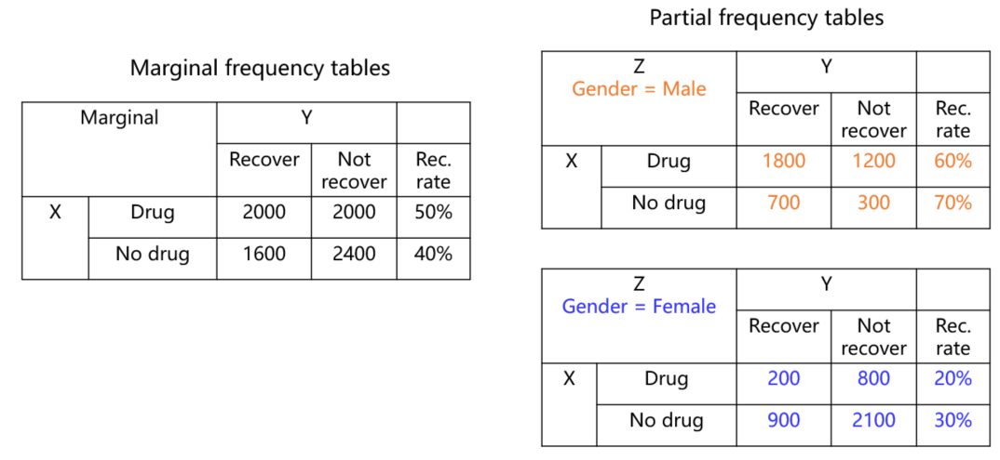 Marginal frequency tables
Marginal Y
Recover Not recover Rec. rate
X Drug 2000 2000 50%
No drug 1600 2400 40%
Partial frequency tables
Z Y
Gender = Male
Recover Not recover Rec. rate
X Drug 1800 1200 60%
No drug 700 300 70%
Z Y
Gender = Female
Recover Not recover Rec. rate
X Drug 200 800 20%
No drug 900 2100 30%